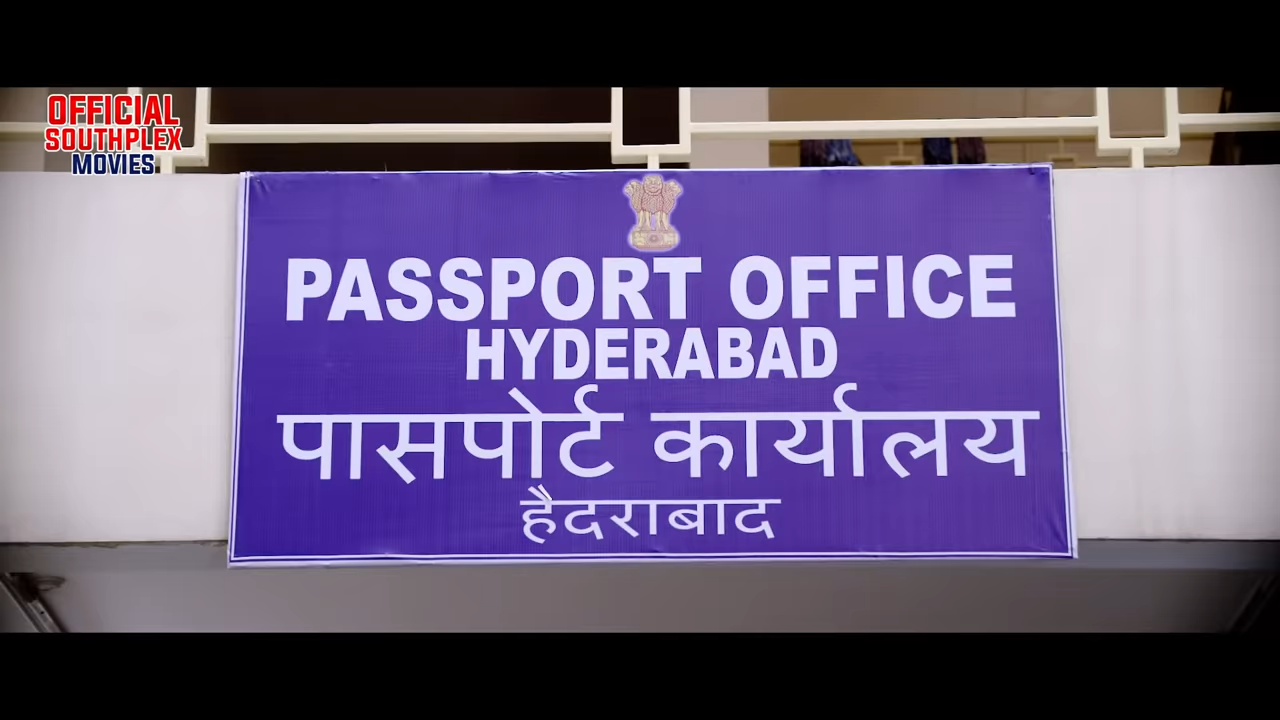 OFFICIAL
SOUTHPLEX
MOVIES
PASSPORT OFFICE
HYDERABAD
पासपोर्ट कार्यालय
हैदराबाद